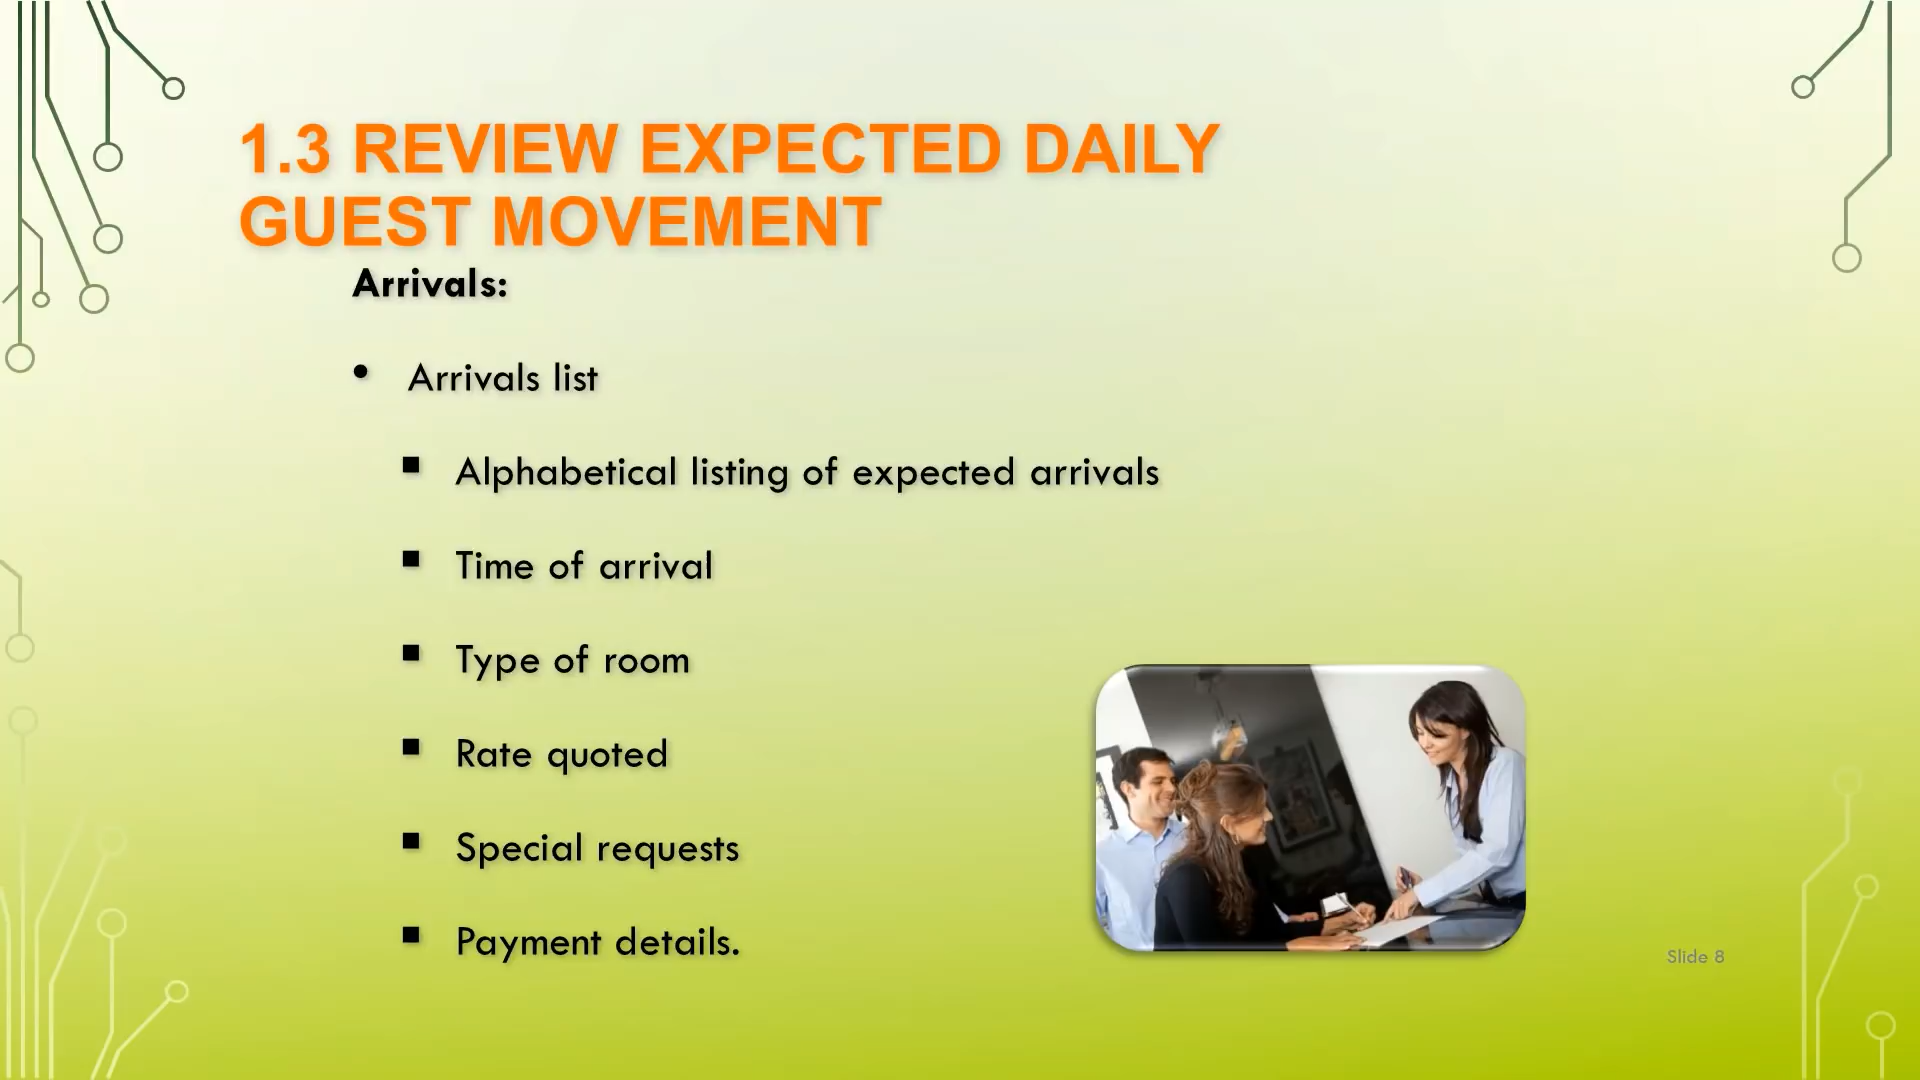 1.3 REVIEW EXPECTED DAILY
GUEST MOVEMENT
Arrivals:
• Arrivals list
▪ Alphabetical listing of expected arrivals
▪ Time of arrival
▪ Type of room
▪ Rate quoted
▪ Special requests
▪ Payment details.
Slide 8